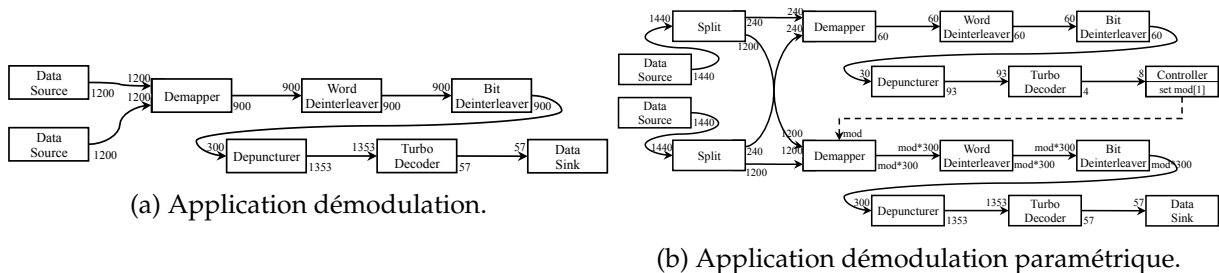 Data
Source
1200
Data
Source
1200
1200
1200
Demapper
900
900
Word
Deinterleaver
900
900
Bit
Deinterleaver
900
300
Depuncturer
1353
1353
Turbo
Decoder
57
57
Data
Sink
(a) Application démodulation.
1440
Split
240
1200
Data
Source
1440
Data
Source
1440
1440
Split
240
1200
240
240
Demapper
60
60
Word
Deinterleaver
60
60
Bit
Deinterleaver
60
30
Depuncturer
93
93
Turbo
Decoder
4
8
Controller
set mod[1]
mod
1200
1200
Demapper
mod*300
mod*300
Word
Deinterleaver
mod*300
mod*300
Bit
Deinterleaver
mod*300
300
Depuncturer
1353
1353
Turbo
Decoder
57
57
Data
Sink
(b) Application démodulation paramétrique.